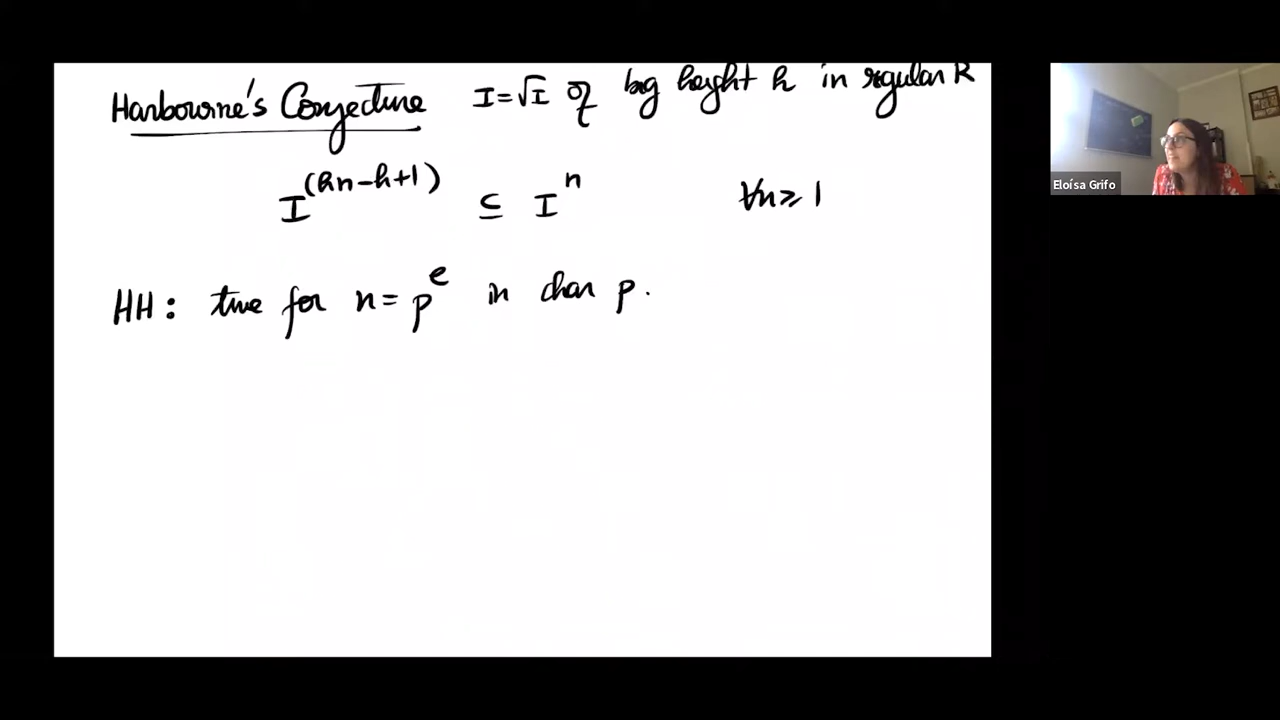 Harbourne's Conjecture I=√I of big height h in regular R
I^(hn-h+1) ⊆ I^n ∀n≥1
HH: true for n=p^e in char p.
Eloísa Grifo